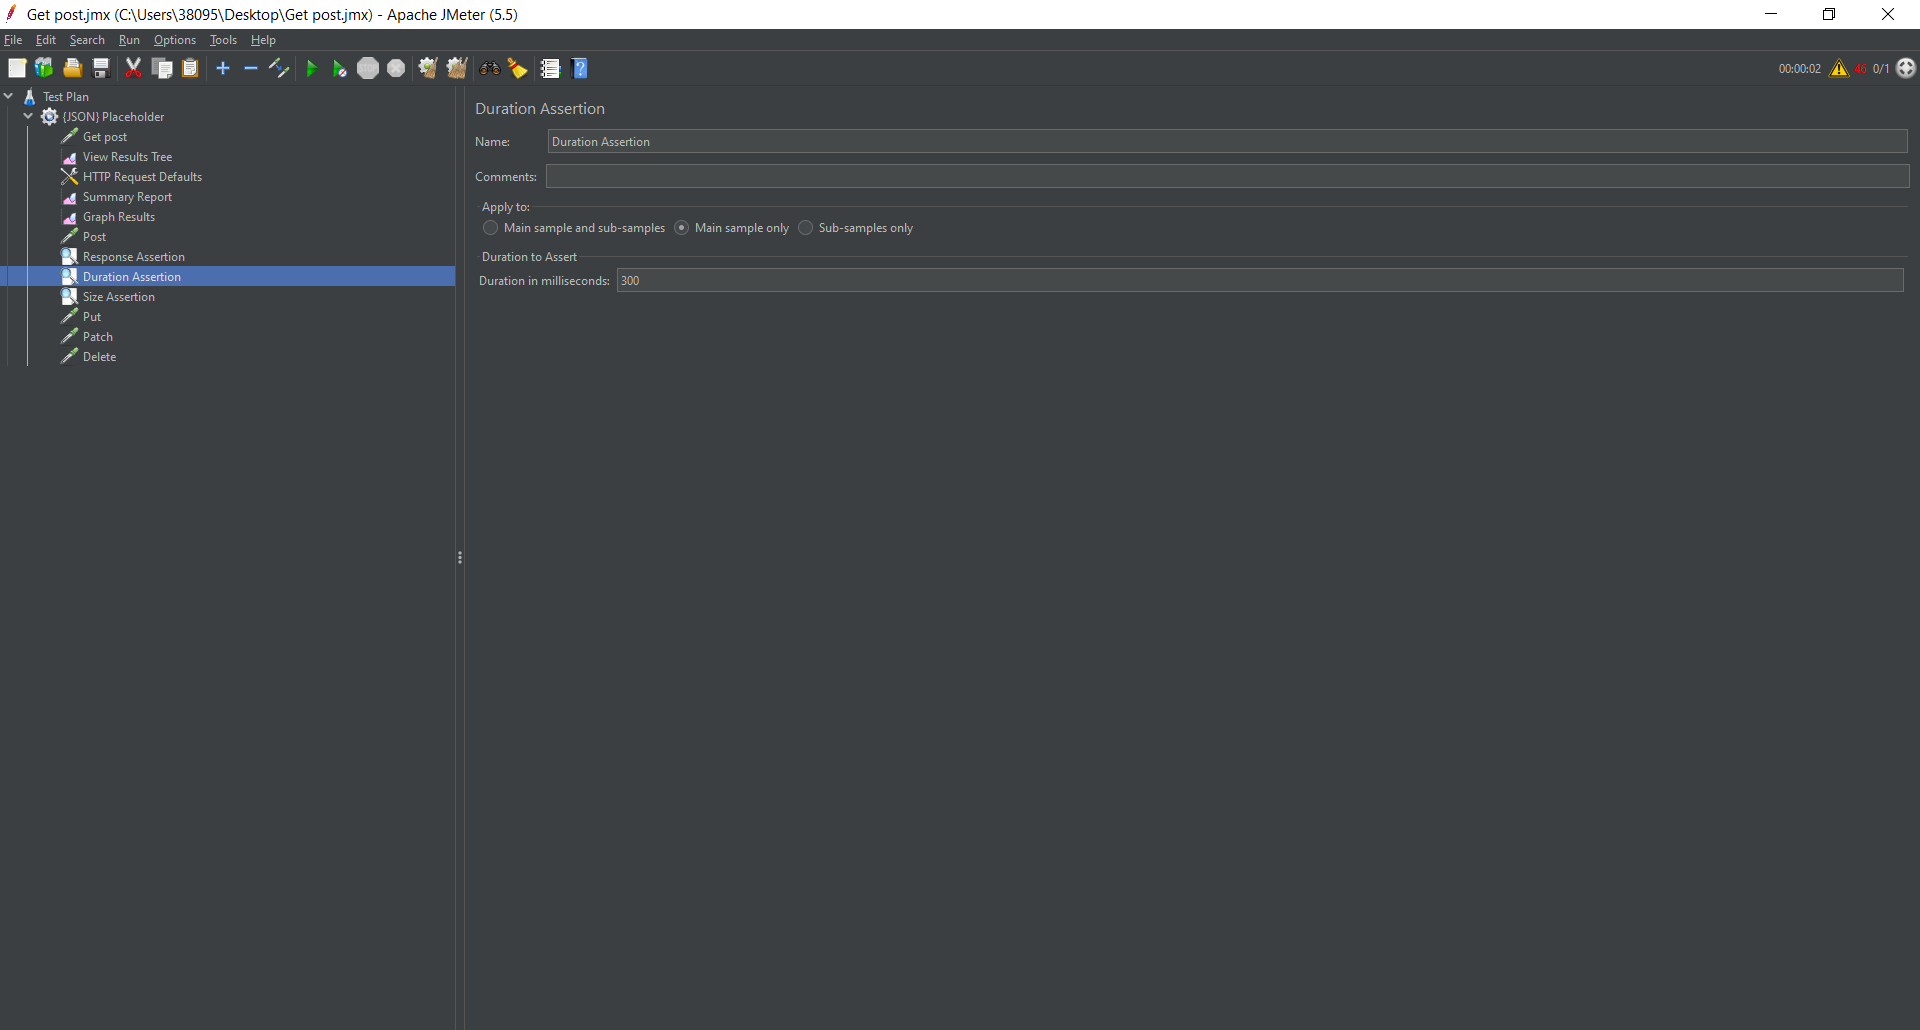 Get post.jmx (C:\Users\38095\Desktop\Get post.jmx) - Apache JMeter (5.5)
File Edit Search Run Options Tools Help
00:00:02 46 0/1
Test Plan
{JSON} Placeholder
Get post
View Results Tree
HTTP Request Defaults
Summary Report
Graph Results
Post
Response Assertion
Duration Assertion
Size Assertion
Put
Patch
Delete
Duration Assertion
Name: Duration Assertion
Comments:
Apply to:
Main sample and sub-samples Main sample only Sub-samples only
Duration to Assert
Duration in milliseconds: 300